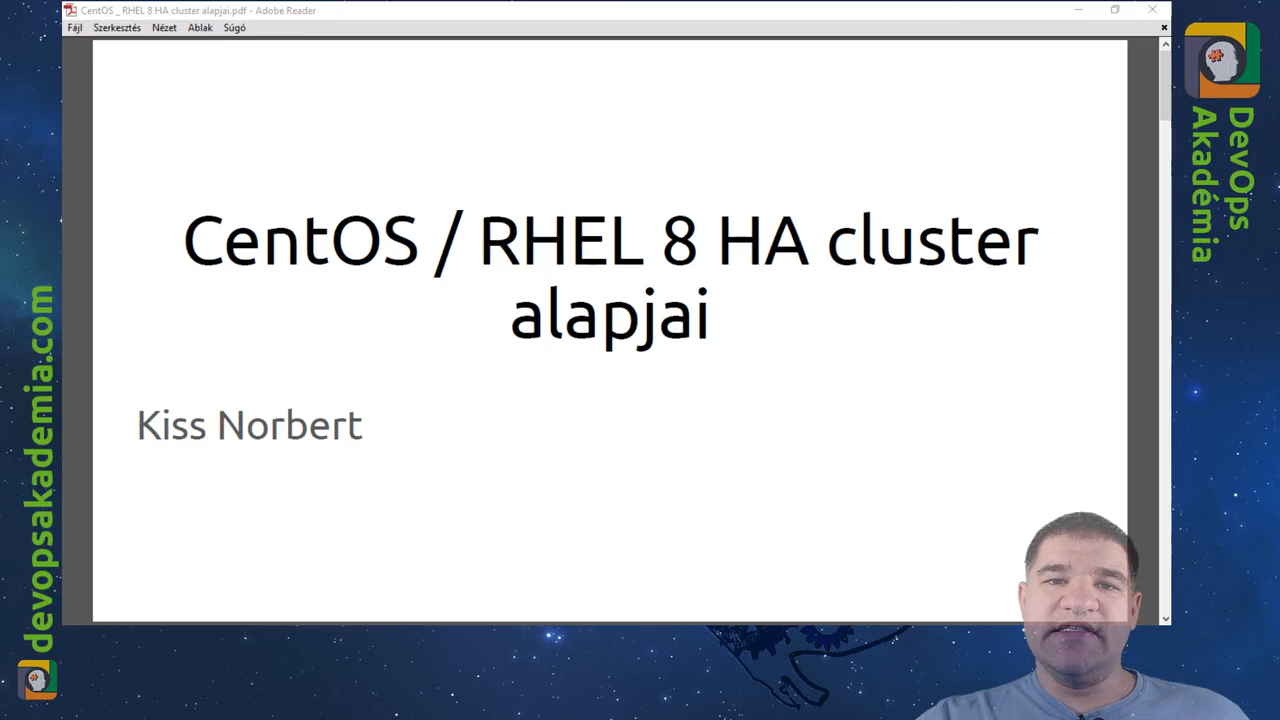 CentOS _ RHEL 8 HA cluster alapjai.pdf - Adobe Reader
Fájl Szerkesztés Nézet Ablak Súgó
CentOS / RHEL 8 HA cluster
alapjai
Kiss Norbert
devopsakademia.com
DevOps
Akadémia